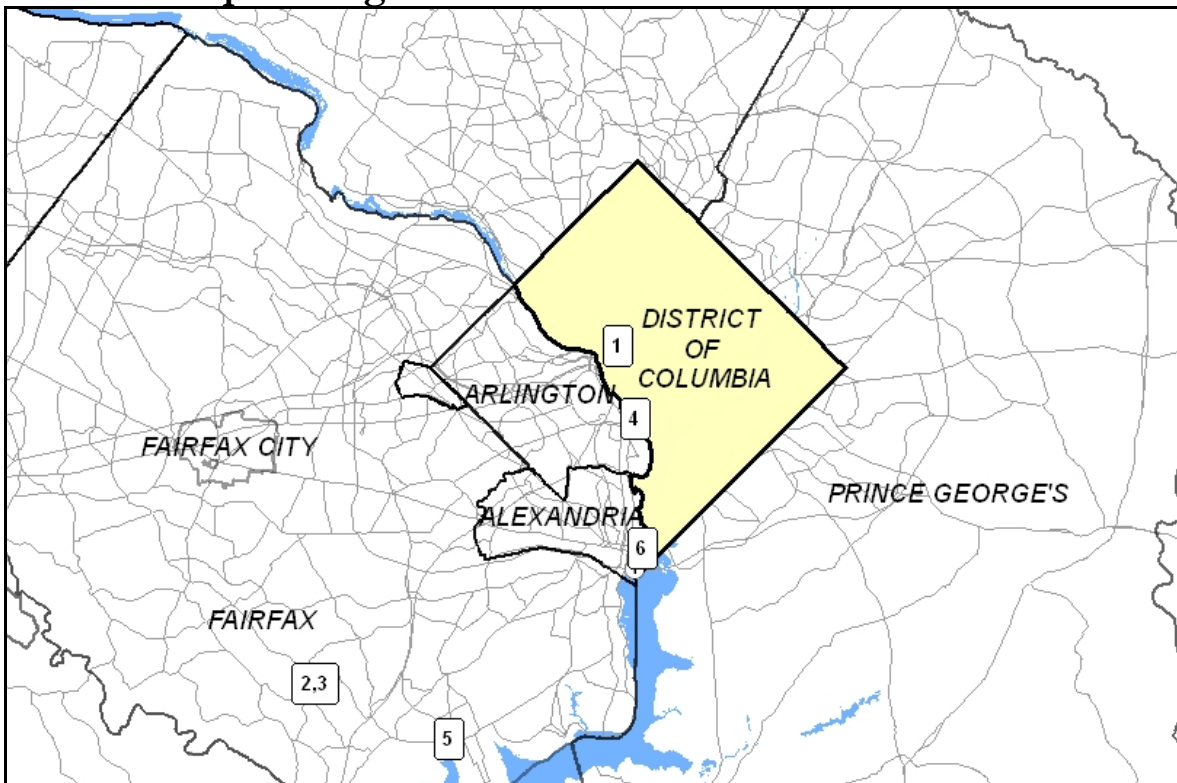 DISTRICT
OF
COLUMBIA
1
ARLINGTON
4
FAIRFAX CITY
PRINCE GEORGE'S
ALEXANDRIA
6
FAIRFAX
2,3
5